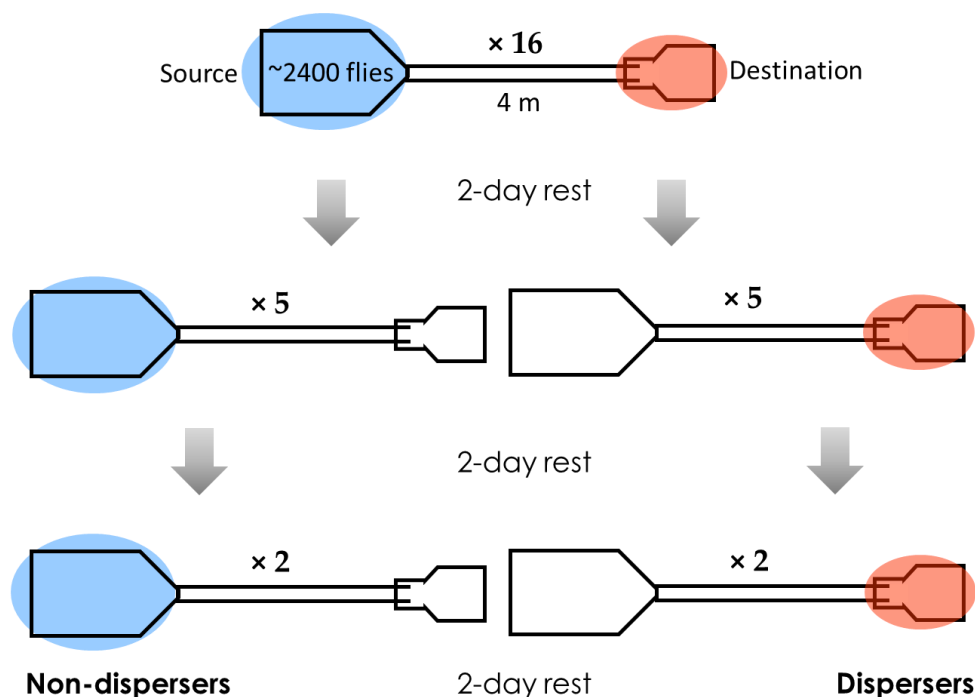 × 16
Source
~2400 flies
Destination
4 m
2-day rest
× 5
× 5
2-day rest
× 2
× 2
Non-dispersers
2-day rest
Dispersers